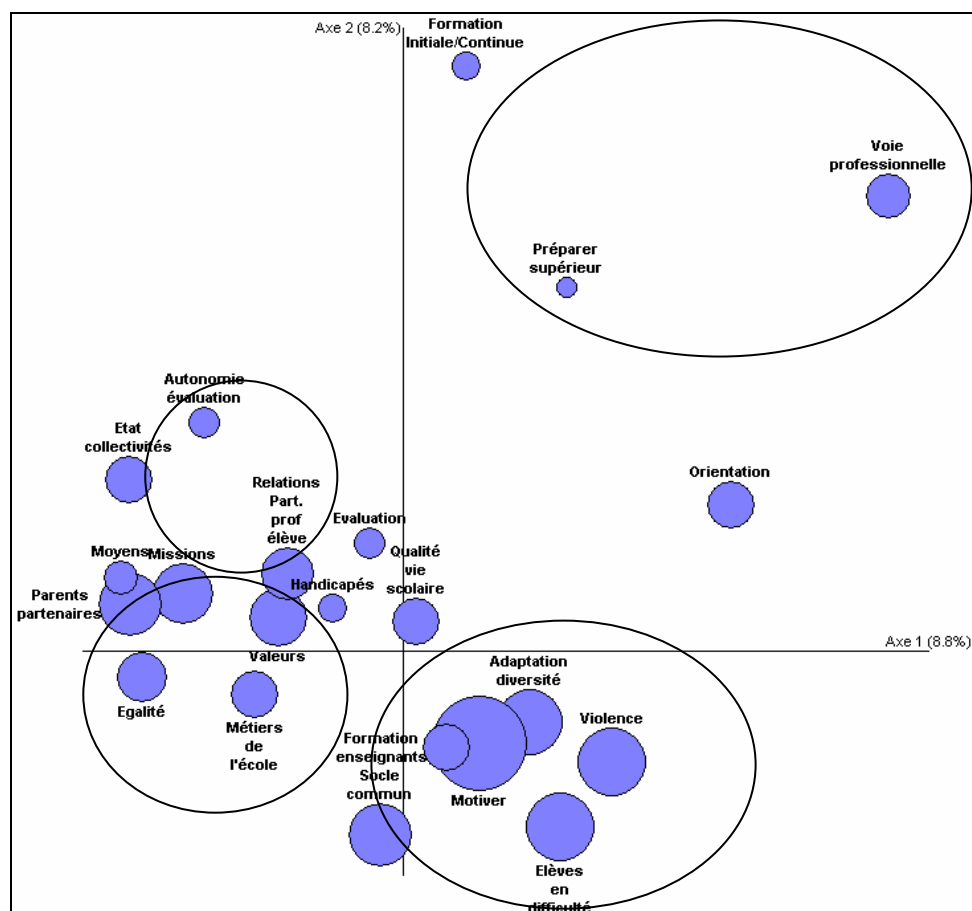 Axe 2 (8.2%)
Formation
Initiale/Continue
Voie
professionnelle
Préparer
supérieur
Autonomie
évaluation
Etat
collectivités
Relations
Part.
prof
élève
Orientation
Evaluation
Qualité
vie
scolaire
Moyens
Missions
Handicapés
Parents
partenaires
Valeurs
Axe 1 (8.8%)
Egalité
Métiers
de
l'école
Adaptation
diversité
Violence
Formation
enseignants
Socle
commun
Motiver
Elèves
en
difficulté